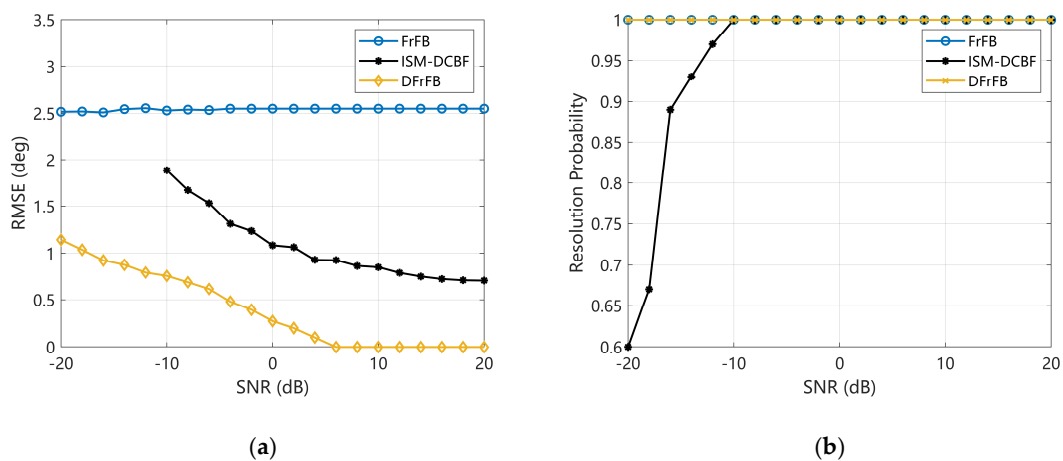 3.5
3
2.5
2
1.5
1
0.5
0
-20
-10
0
10
20
RMSE (deg)
SNR (dB)
FrFB
ISM-DCBF
DFrFB
(a)
1
0.95
0.9
0.85
0.8
0.75
0.7
0.65
0.6
-20
-10
0
10
20
Resolution Probability
SNR (dB)
FrFB
ISM-DCBF
DFrFB
(b)